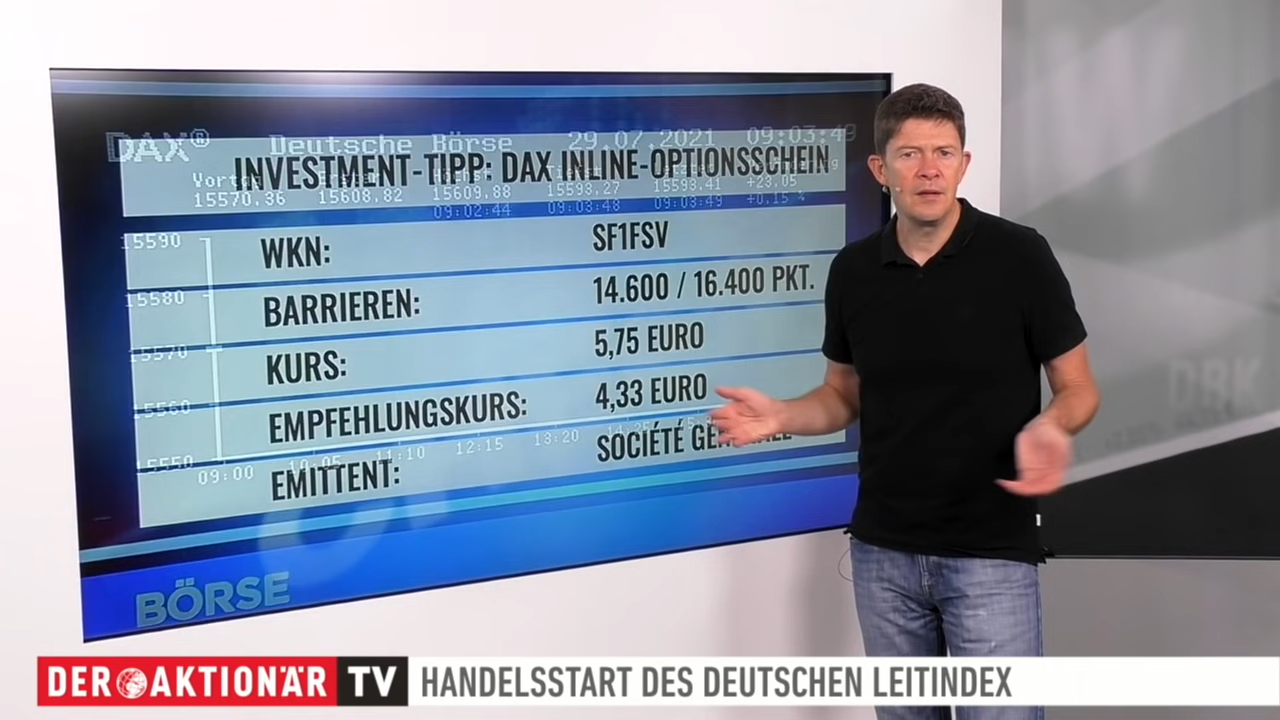 DAX® Deutsche Börse 29.07.2021 09:03:49
INVESTMENT-TIPP: DAX INLINE-OPTIONSSCHEIN
15570.36 15608.82 15609.88 15593.27 15593.41 +23.05
09:02:44 09:03:48 09:03:49 +0.15 %
15590
WKN: SF1FSV
15580
BARRIEREN: 14.600 / 16.400 PKT.
15570
KURS: 5,75 EURO
15560
EMPFEHLUNGSKURS: 4,33 EURO
15550
09:00 10:05 11:10 12:15 13:20
EMITTENT: SOCIÉTÉ GENERALE
BÖRSE
DBK
DER AKTIONÄR TV HANDELSSTART DES DEUTSCHEN LEITINDEX